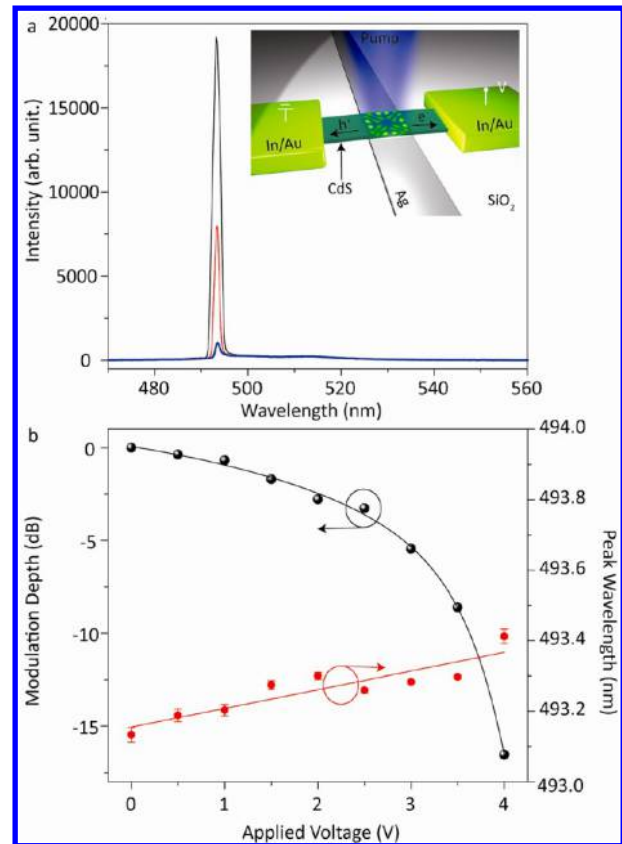 a
20000
15000
10000
5000
0
Intensity (arb. unit.)
480
500
520
540
560
Wavelength (nm)
Pump
In/Au
h⁺
e⁻
V
In/Au
CdS
Ag
SiO₂
b
0
-5
-10
-15
Modulation Depth (dB)
494.0
493.8
493.6
493.4
493.2
493.0
Peak Wavelength (nm)
0
1
2
3
4
Applied Voltage (V)